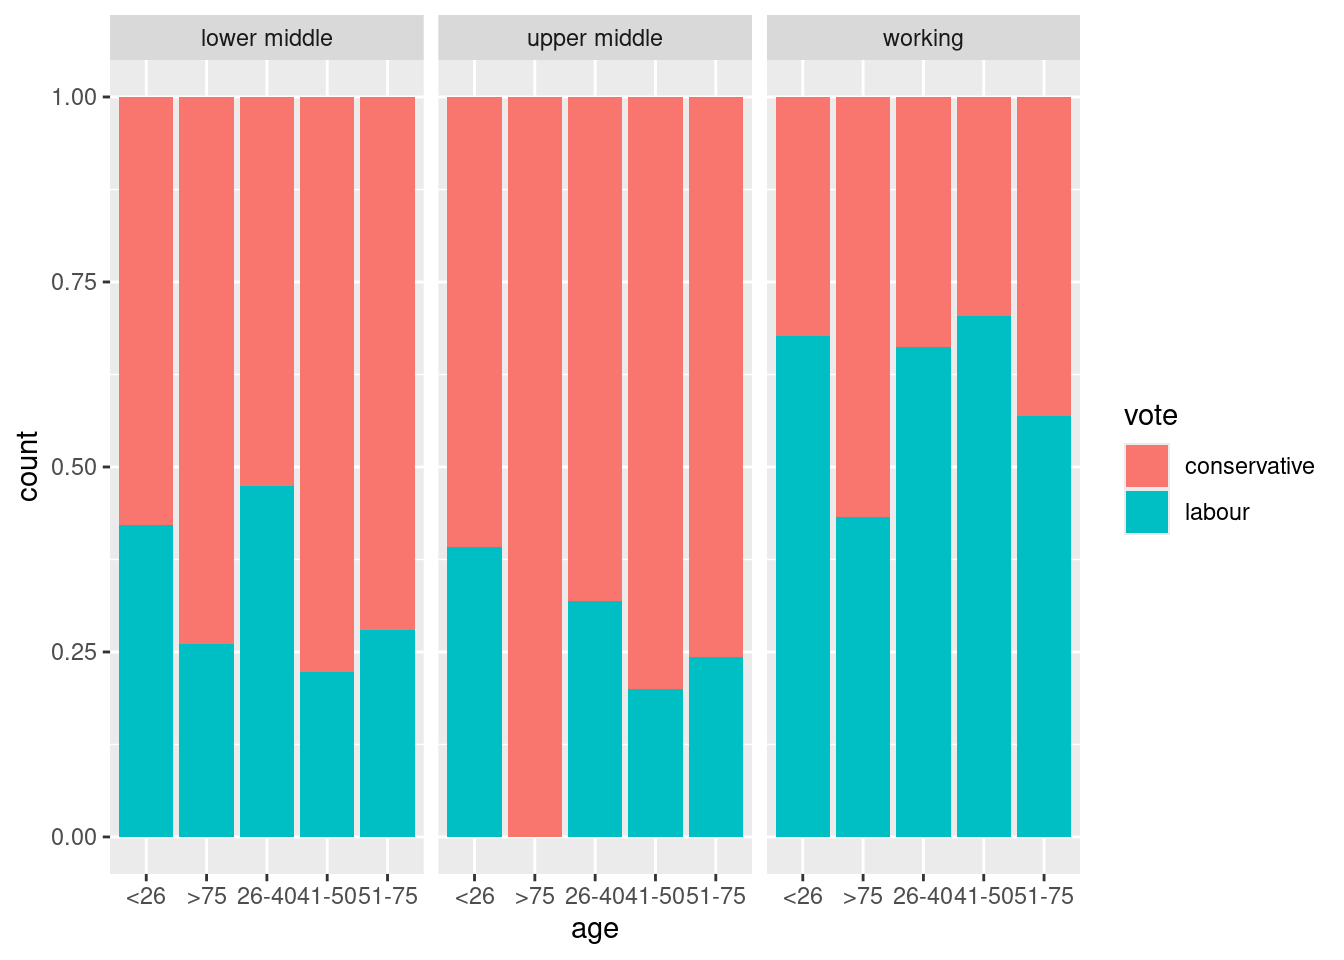 lower middle
upper middle
working
1.00
0.75
0.50
0.25
0.00
count
<26 >75 26-40 41-50 51-75
<26 >75 26-40 41-50 51-75
<26 >75 26-40 41-50 51-75
age
vote
conservative
labour